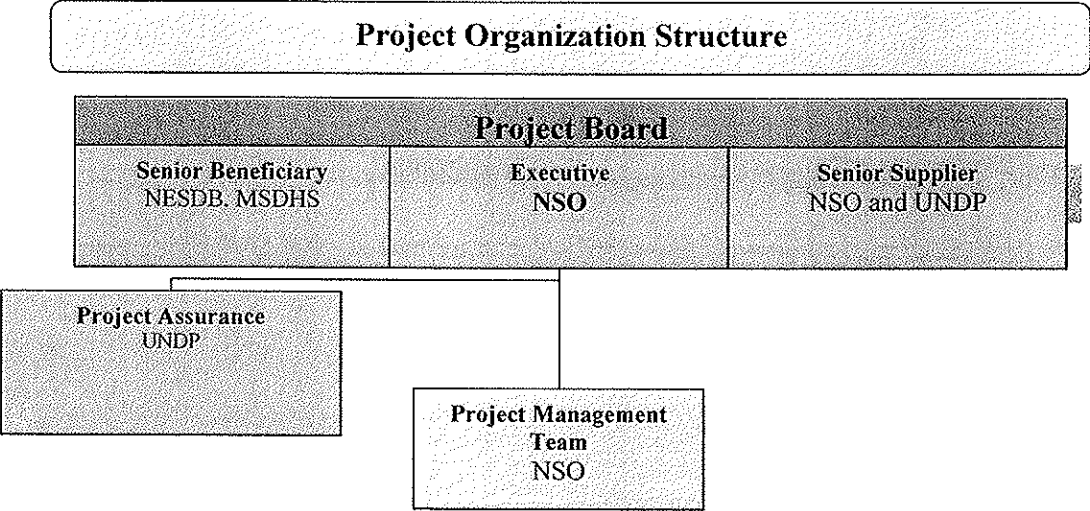 Project Organization Structure
Project Board
Senior Beneficiary
NESDB. MSDHS
Executive
NSO
Senior Supplier
NSO and UNDP
Project Assurance
UNDP
Project Management
Team
NSO